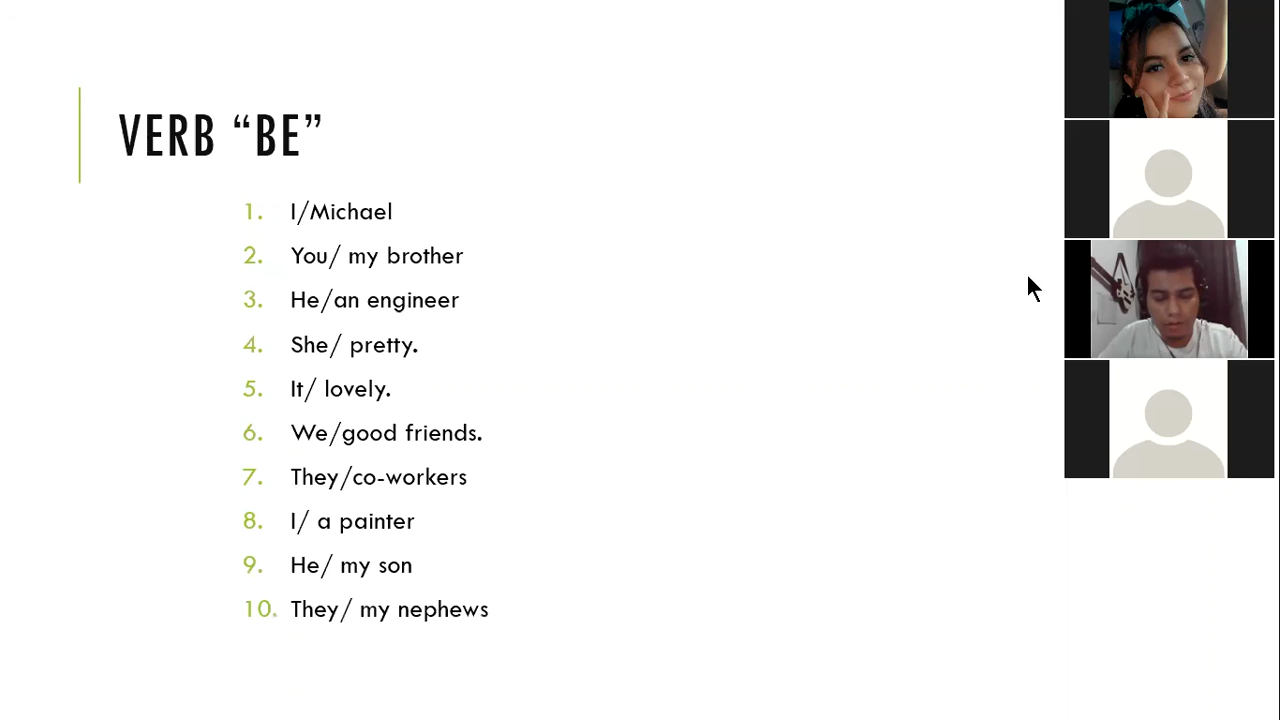 VERB “BE”
1. I/Michael
2. You/ my brother
3. He/an engineer
4. She/ pretty.
5. It/ lovely.
6. We/good friends.
7. They/co-workers
8. I/ a painter
9. He/ my son
10. They/ my nephews